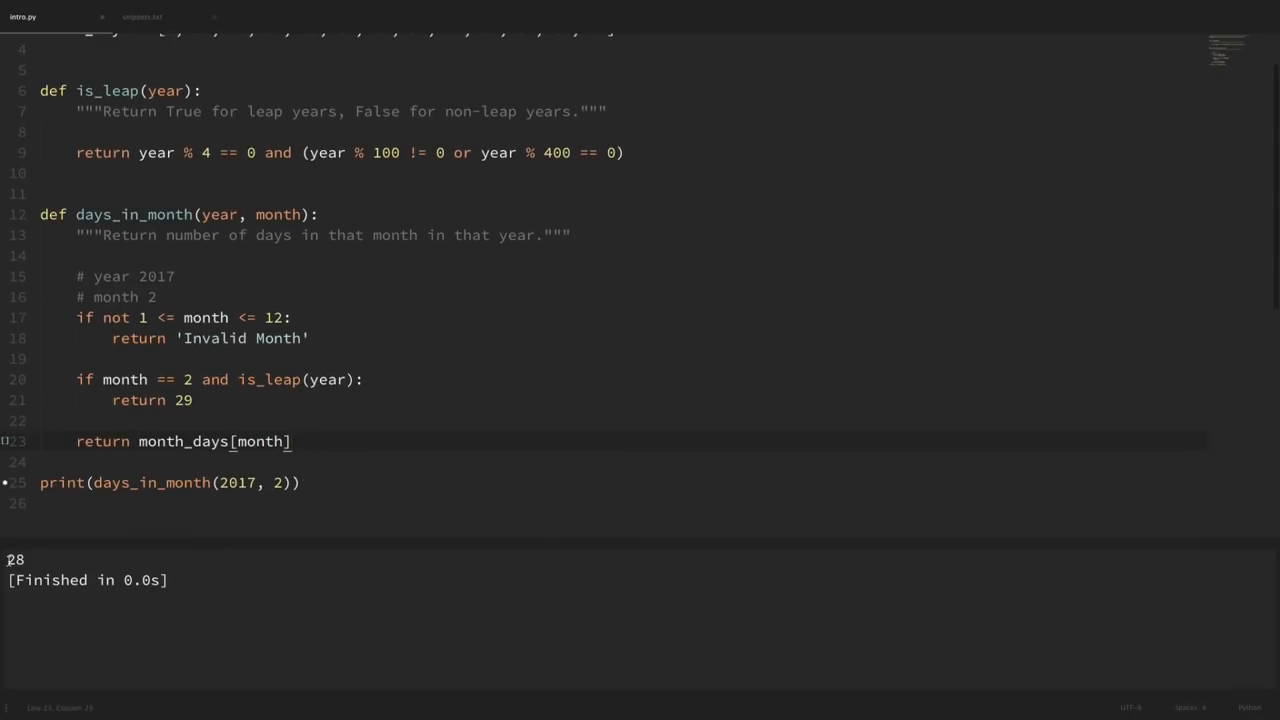 intro.py × snippets.txt
4
5
6 def is_leap(year):
7 """Return True for leap years, False for non-leap years."""
8
9 return year % 4 == 0 and (year % 100 != 0 or year % 400 == 0)
10
11
12 def days_in_month(year, month):
13 """Return number of days in that month in that year."""
14
15 # year 2017
16 # month 2
17 if not 1 <= month <= 12:
18 return 'Invalid Month'
19
20 if month == 2 and is_leap(year):
21 return 29
22
23 return month_days[month]
24
25 print(days_in_month(2017, 2))
26
28
[Finished in 0.0s]
Line 23, Column 29 UTF-8 Spaces: 4 Python